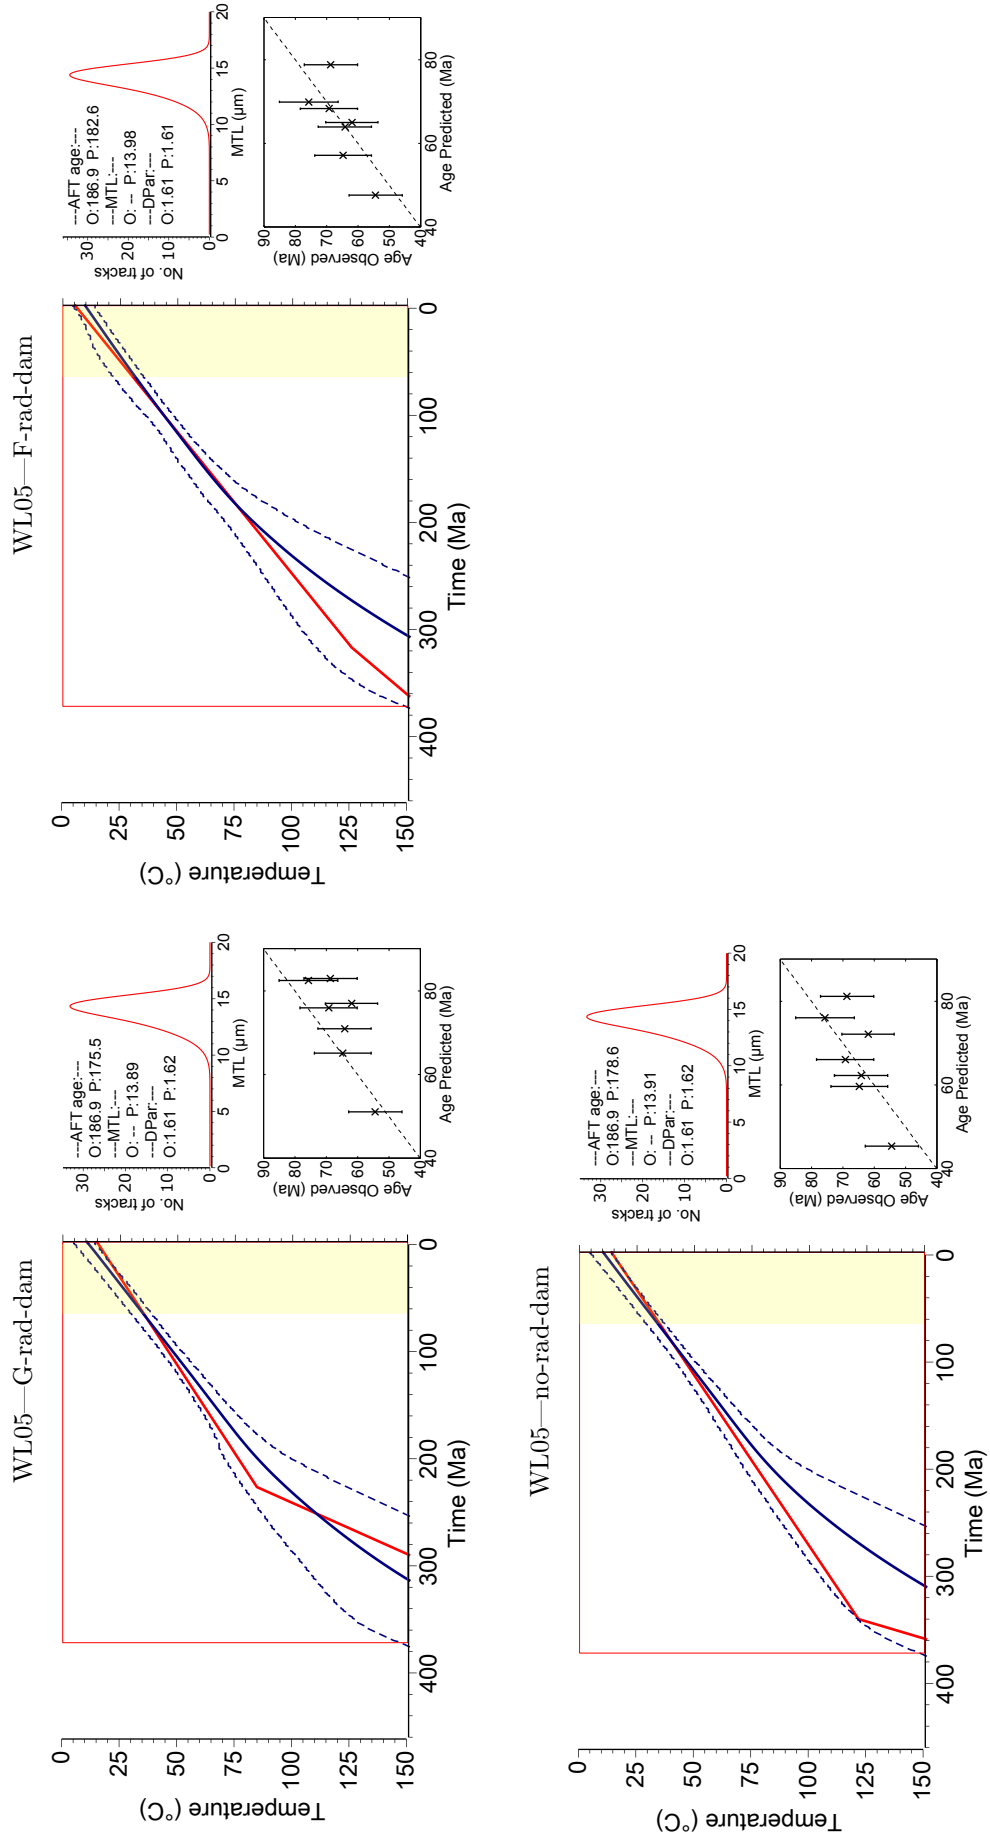 WL05—G-rad-dam
0
25
50
75
100
125
150
Temperature (°C)
400
300
200
100
0
Time (Ma)
30
20
10
0
No. of tracks
---AFT age:---
O:186.9 P:175.5
---MTL:---
O: -- P:13.89
---DPar:---
O:1.61 P:1.62
0 5 10 15 20
MTL (µm)
90
80
70
60
50
40
Age Observed (Ma)
40 60 80
Age Predicted (Ma)
WL05—F-rad-dam
0
25
50
75
100
125
150
Temperature (°C)
400
300
200
100
0
Time (Ma)
30
20
10
0
No. of tracks
---AFT age:---
O:186.9 P:182.6
---MTL:---
O: -- P:13.98
---DPar:---
O:1.61 P:1.61
0 5 10 15 20
MTL (µm)
90
80
70
60
50
40
Age Observed (Ma)
40 60 80
Age Predicted (Ma)
WL05—no-rad-dam
0
25
50
75
100
125
150
Temperature (°C)
400
300
200
100
0
Time (Ma)
30
20
10
0
No. of tracks
---AFT age:---
O:186.9 P:178.6
---MTL:---
O: -- P:13.91
---DPar:---
O:1.61 P:1.62
0 5 10 15 20
MTL (µm)
90
80
70
60
50
40
Age Observed (Ma)
40 60 80
Age Predicted (Ma)